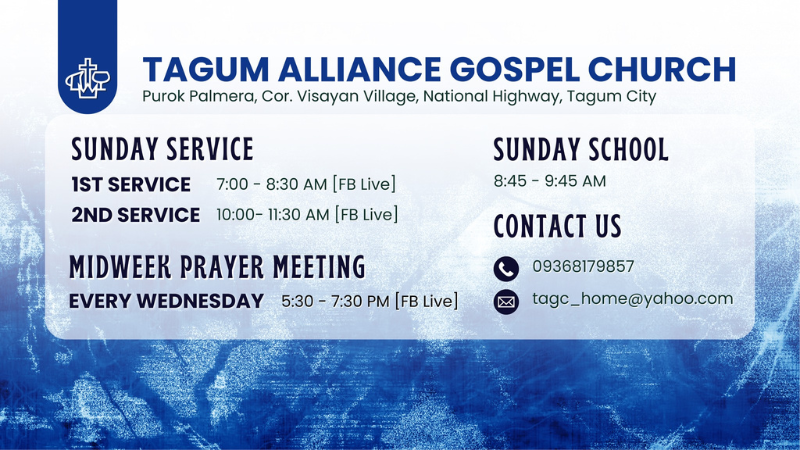 TAGUM ALLIANCE GOSPEL CHURCH
Purok Palmera, Cor. Visayan Village, National Highway, Tagum City
SUNDAY SERVICE
1ST SERVICE 7:00 - 8:30 AM [FB Live]
2ND SERVICE 10:00- 11:30 AM [FB Live]
MIDWEEK PRAYER MEETING
EVERY WEDNESDAY 5:30 - 7:30 PM [FB Live]
SUNDAY SCHOOL
8:45 - 9:45 AM
CONTACT US
09368179857
tagc_home@yahoo.com